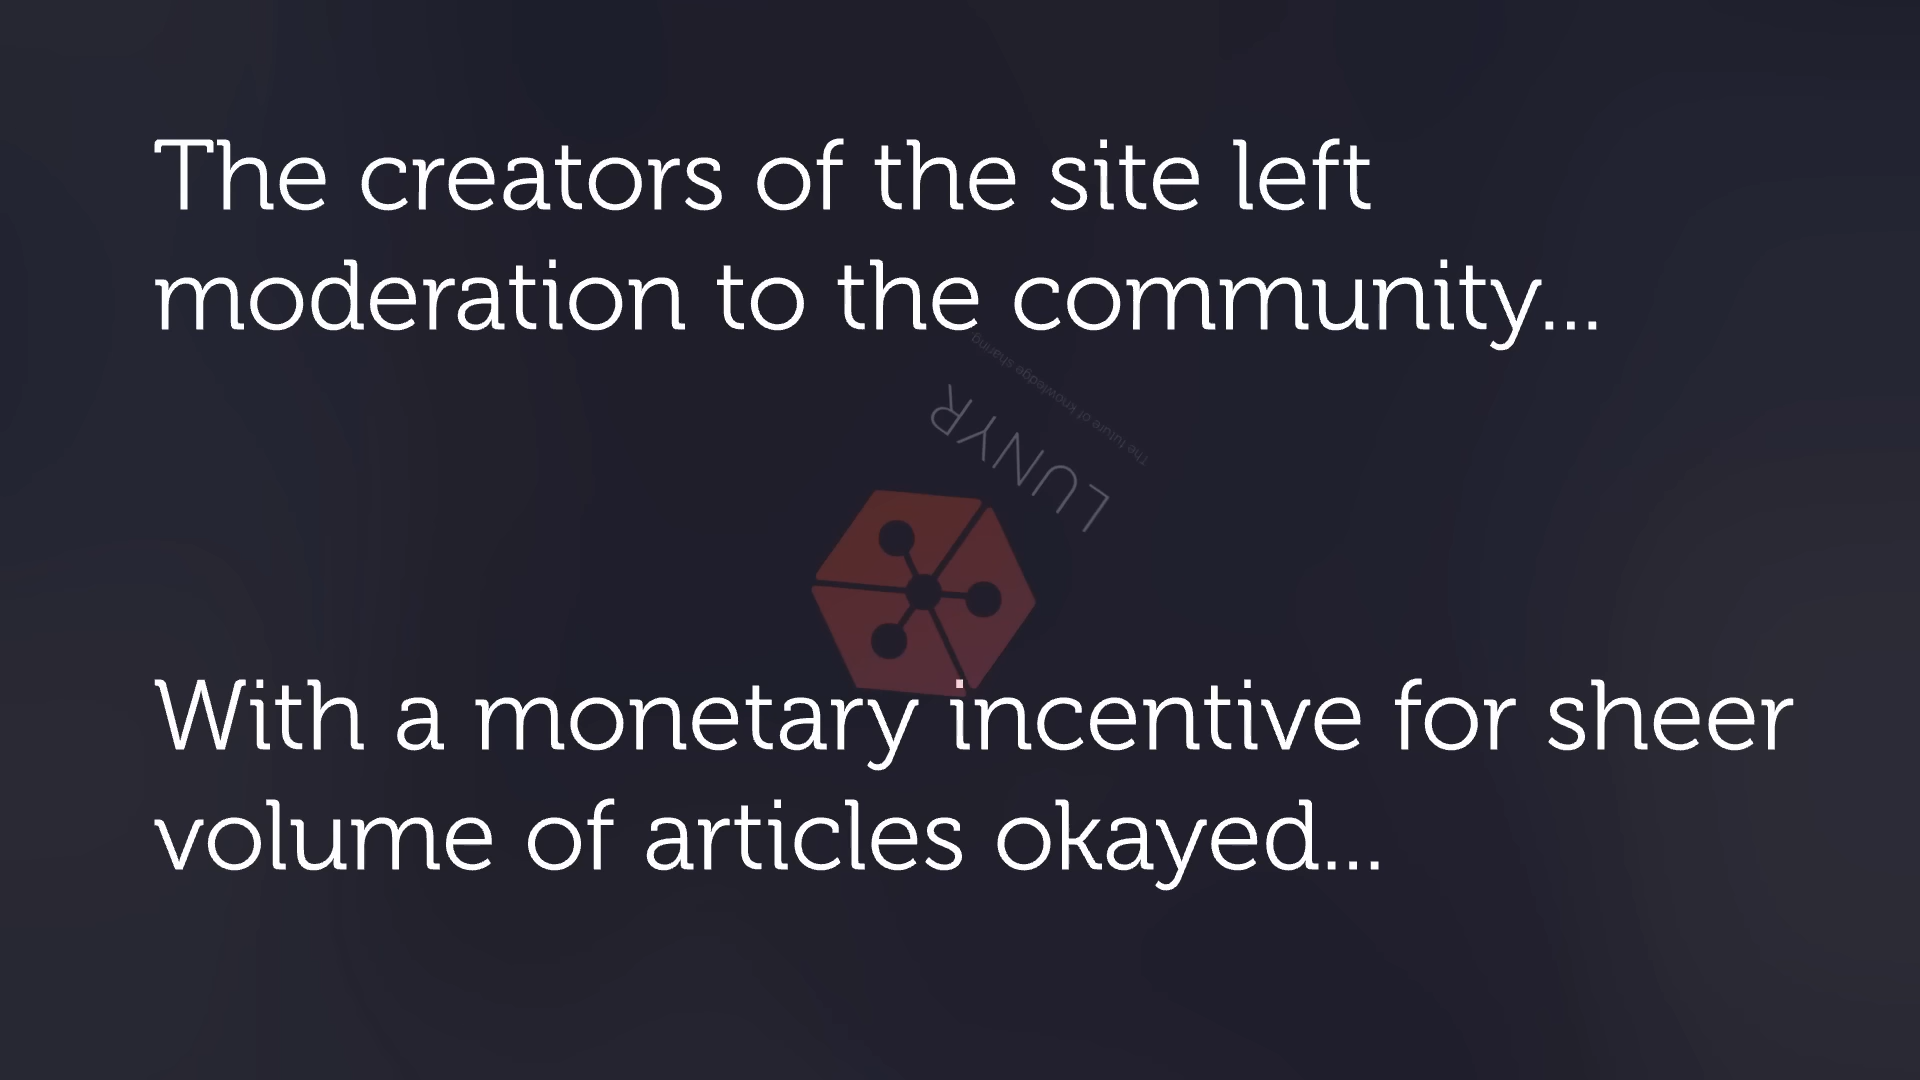 The creators of the site left
moderation to the community...
The future of knowledge sharing
LUNYR
With a monetary incentive for sheer
volume of articles okayed...